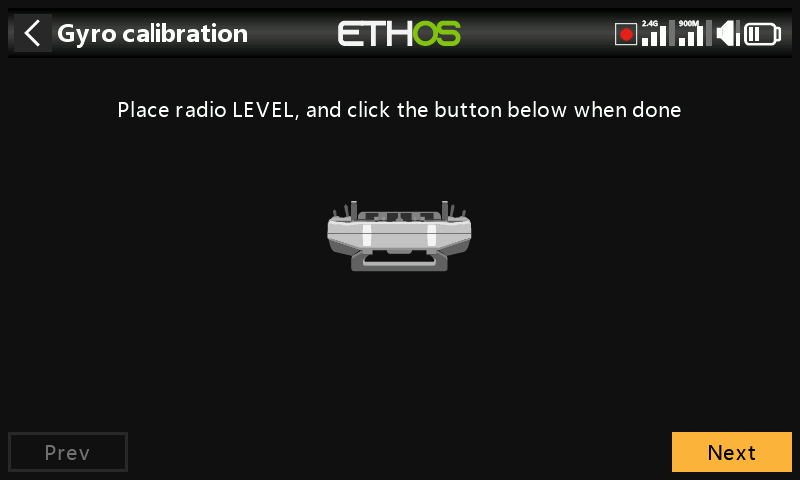 Gyro calibration
ETHOS
2.4G
900M
Place radio LEVEL, and click the button below when done
Prev
Next